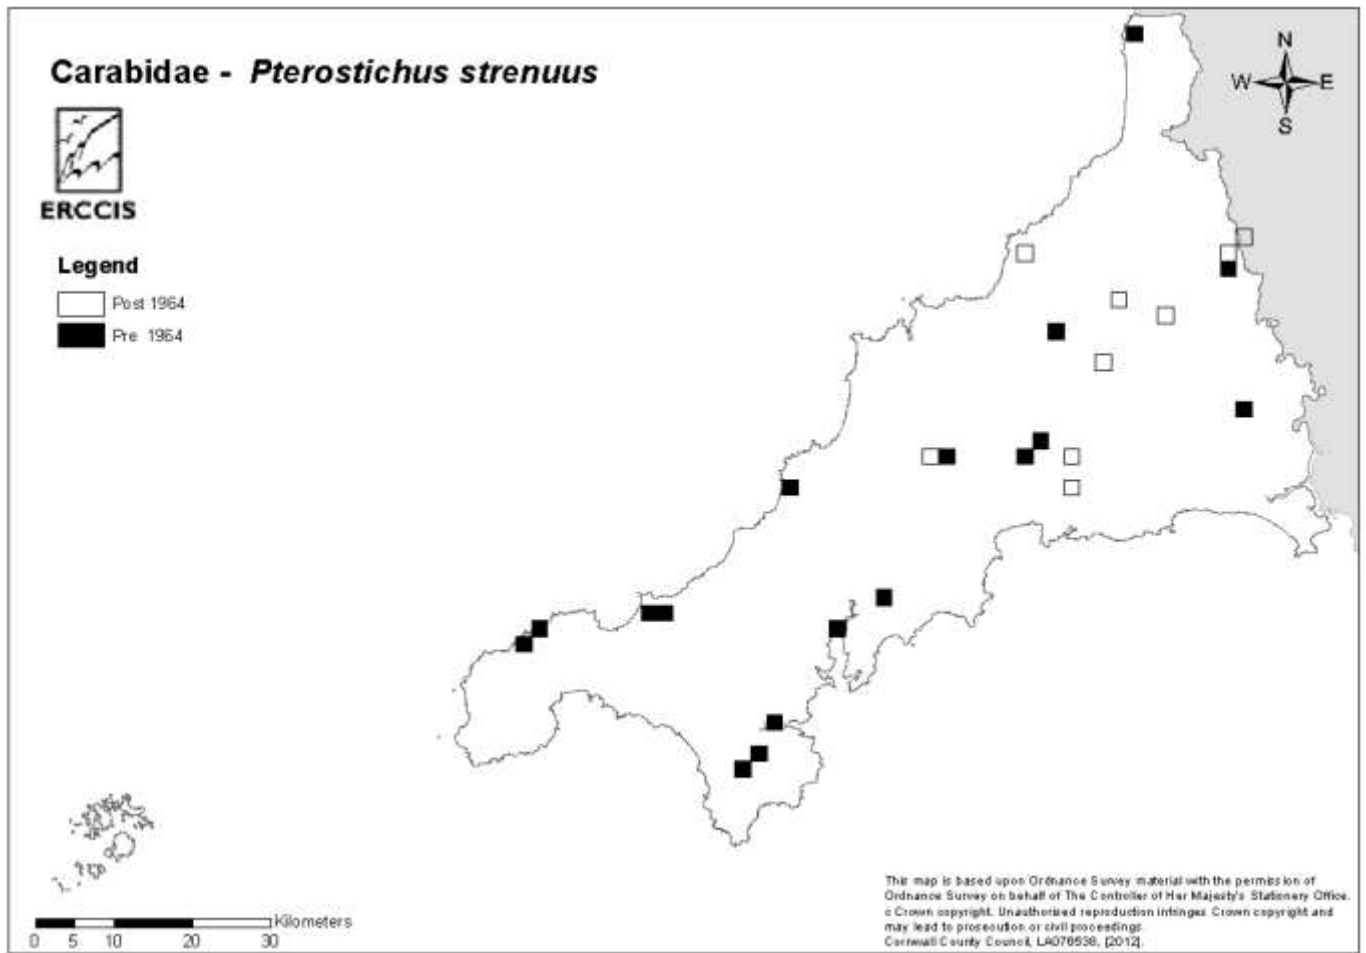 Carabidae - Pterostichus strenuus
N
W E
S
ERCCIS
Legend
Post 1964
Pre 1964
Kilometers
0 5 10 20 30
This map is based upon Ordnance Survey material with the permission of
Ordnance Survey on behalf of The Controller of Her Majesty's Stationery Office.
c Crown copyright. Unauthorised reproduction infringes Crown copyright and
may lead to prosecution or civil proceedings.
Cornwall County Council, LA076538, [2012].